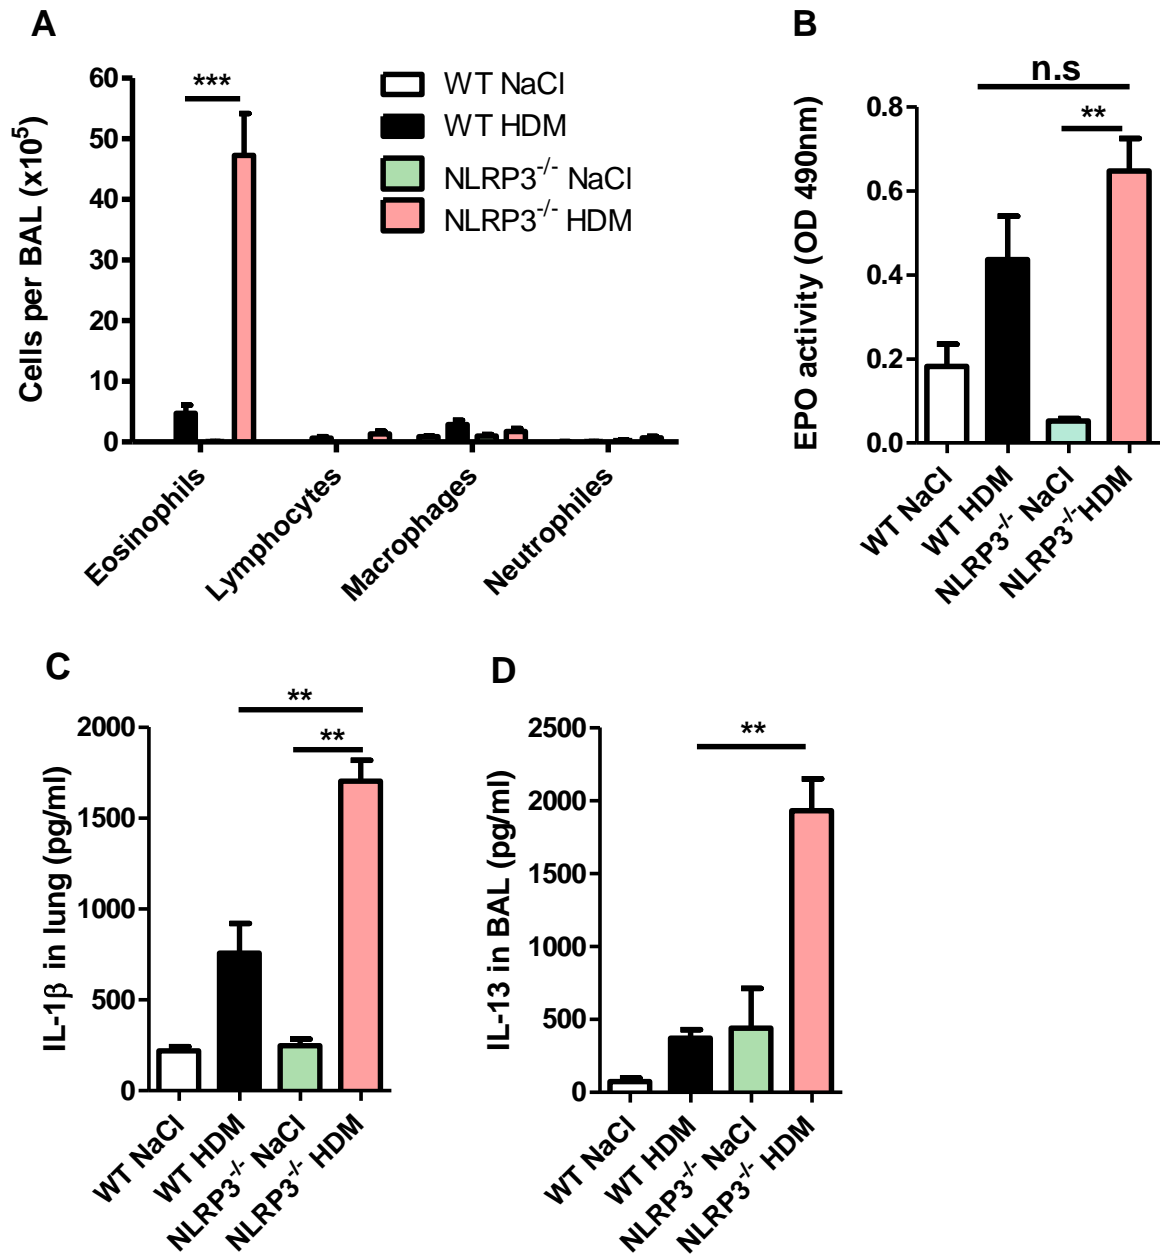 A
Cells per BAL (x10⁵)
60
50
40
30
20
10
0
***
WT NaCl
WT HDM
NLRP3⁻/⁻ NaCl
NLRP3⁻/⁻ HDM
Eosinophils
Lymphocytes
Macrophages
Neutrophiles
B
EPO activity (OD 490nm)
0.8
0.6
0.4
0.2
0.0
n.s
**
WT NaCl
WT HDM
NLRP3⁻/⁻ NaCl
NLRP3⁻/⁻HDM
C
IL-1β in lung (pg/ml)
2000
1500
1000
500
0
**
**
WT NaCl
WT HDM
NLRP3⁻/⁻ NaCl
NLRP3⁻/⁻ HDM
D
IL-13 in BAL (pg/ml)
2500
2000
1500
1000
500
0
**
WT NaCl
WT HDM
NLRP3⁻/⁻ NaCl
NLRP3⁻/⁻ HDM